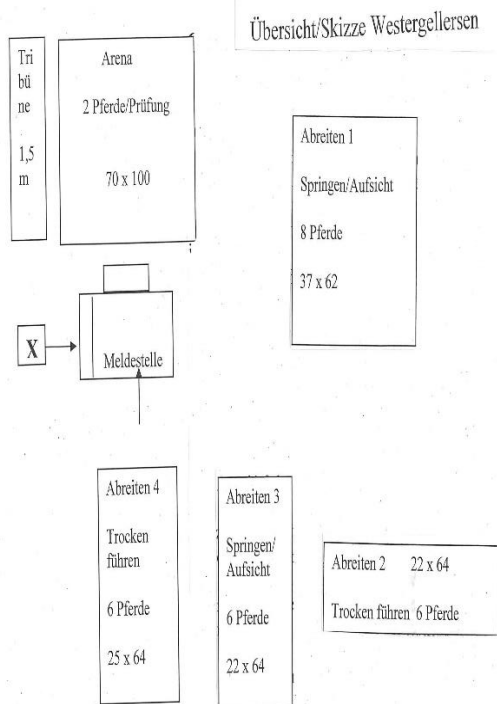 Übersicht/Skizze Westergellersen
Tri
bü
ne
1,5
m
Arena
2 Pferde/Prüfung
70 x 100
Abreiten 1
Springen/Aufsicht
8 Pferde
37 x 62
X
Meldestelle
Abreiten 4
Trocken
führen
6 Pferde
25 x 64
Abreiten 3
Springen/
Aufsicht
6 Pferde
22 x 64
Abreiten 2 22 x 64
Trocken führen 6 Pferde